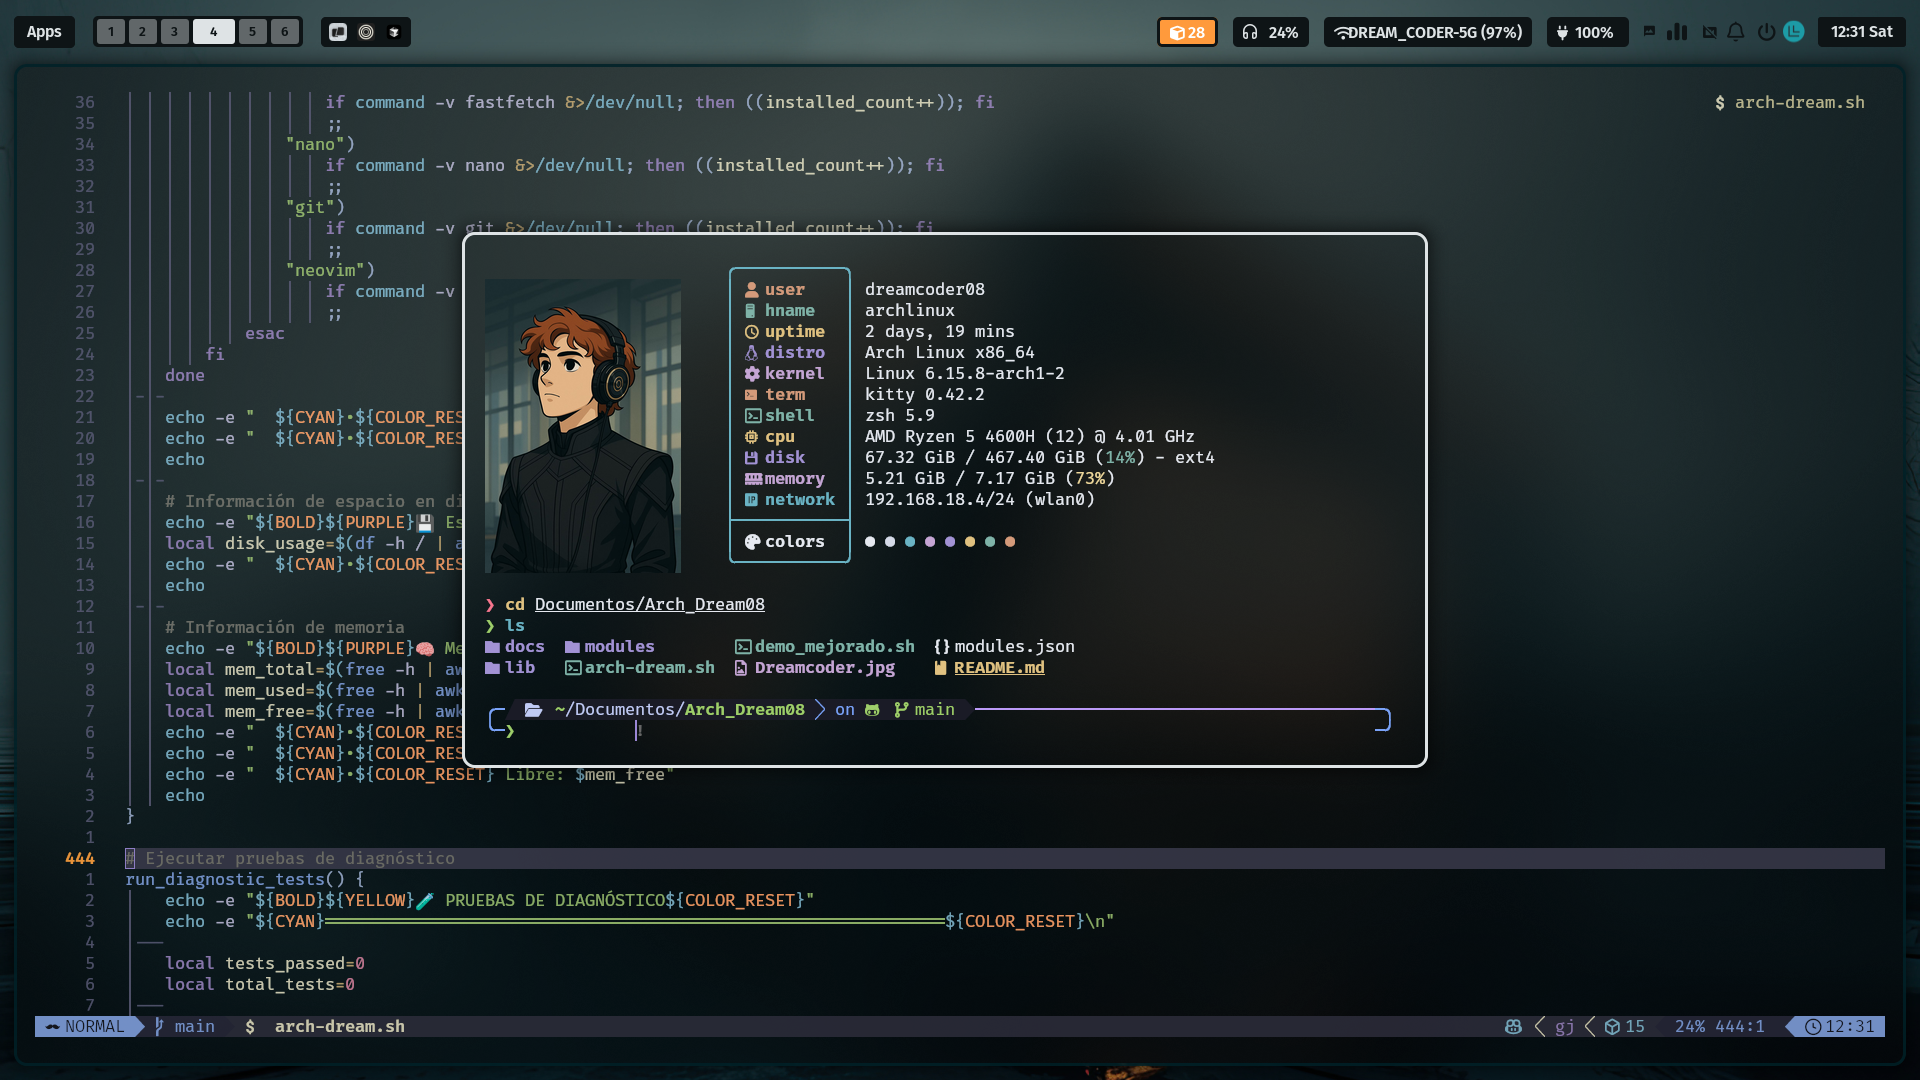 Apps 1 2 3 4 5 6 28 24% DREAM_CODER-5G (97%) 100% 12:31 Sat
36 if command -v fastfetch &>/dev/null; then ((installed_count++)); fi
$ arch-dream.sh
35 ;;
34 "nano")
33 if command -v nano &>/dev/null; then ((installed_count++)); fi
32 ;;
31 "git")
30 if command -v git &>/dev/null; then ((installed_count++)); fi
29 ;;
28 "neovim")
27 if command -v
26 ;;
25 esac
24 fi
23 done
22
21 echo -e "  ${CYAN}•${COLOR_RES
20 echo -e "  ${CYAN}•${COLOR_RES
19 echo
18
17 # Información de espacio en di
16 echo -e "${BOLD}${PURPLE}💾 Es
15 local disk_usage=$(df -h / | a
14 echo -e "  ${CYAN}•${COLOR_RES
13 echo
12
11 # Información de memoria
10 echo -e "${BOLD}${PURPLE}🧠 Me
9 local mem_total=$(free -h | aw
8 local mem_used=$(free -h | awk
7 local mem_free=$(free -h | awk
6 echo -e "  ${CYAN}•${COLOR_RES
5 echo -e "  ${CYAN}•${COLOR_RES
4 echo -e "  ${CYAN}•${COLOR_RESET} Libre: $mem_free"
3 echo
2 }
1
444 # Ejecutar pruebas de diagnóstico
1 run_diagnostic_tests() {
2 echo -e "${BOLD}${YELLOW}🧪 PRUEBAS DE DIAGNÓSTICO${COLOR_RESET}"
3 echo -e "${CYAN}══════════════════════════════════════════════════════════════${COLOR_RESET}\n"
4
5 local tests_passed=0
6 local total_tests=0
7
user dreamcoder08
hname archlinux
uptime 2 days, 19 mins
distro Arch Linux x86_64
kernel Linux 6.15.8-arch1-2
term kitty 0.42.2
shell zsh 5.9
cpu AMD Ryzen 5 4600H (12) @ 4.01 GHz
disk 67.32 GiB / 467.40 GiB (14%) - ext4
memory 5.21 GiB / 7.17 GiB (73%)
network 192.168.18.4/24 (wlan0)
colors
❯ cd Documentos/Arch_Dream08
❯ ls
docs modules demo_mejorado.sh modules.json
lib arch-dream.sh Dreamcoder.jpg README.md
~/Documentos/Arch_Dream08 on main
❯ !
NORMAL main $ arch-dream.sh gj 15 24% 444:1 12:31